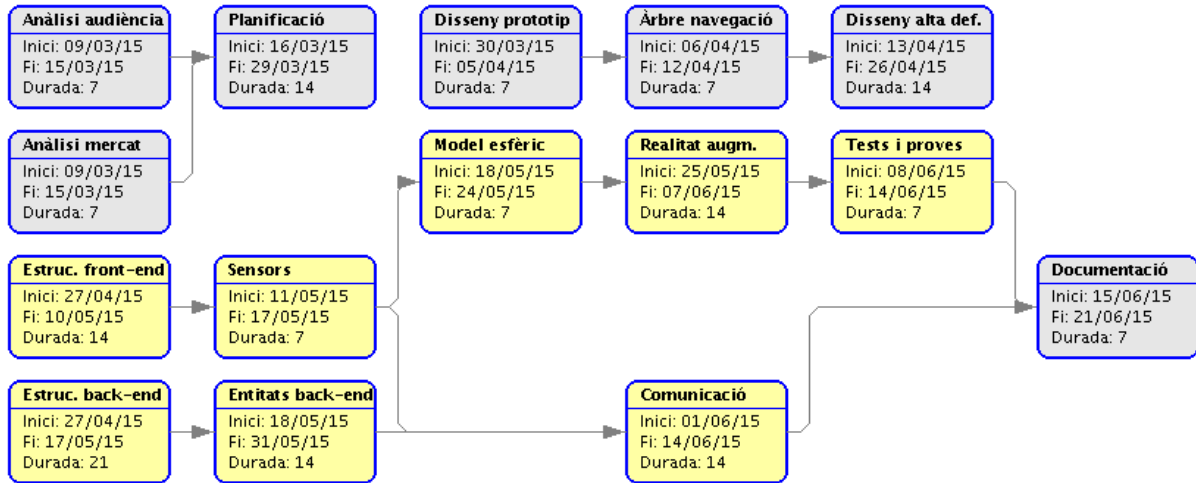 Anàlisi audiència
Inici: 09/03/15
Fi: 15/03/15
Durada: 7
Planificació
Inici: 16/03/15
Fi: 29/03/15
Durada: 14
Disseny prototip
Inici: 30/03/15
Fi: 05/04/15
Durada: 7
Àrbre navegació
Inici: 06/04/15
Fi: 12/04/15
Durada: 7
Disseny alta def.
Inici: 13/04/15
Fi: 26/04/15
Durada: 14
Anàlisi mercat
Inici: 09/03/15
Fi: 15/03/15
Durada: 7
Model esfèric
Inici: 18/05/15
Fi: 24/05/15
Durada: 7
Realitat augm.
Inici: 25/05/15
Fi: 07/06/15
Durada: 14
Tests i proves
Inici: 08/06/15
Fi: 14/06/15
Durada: 7
Estruc. front-end
Inici: 27/04/15
Fi: 10/05/15
Durada: 14
Sensors
Inici: 11/05/15
Fi: 17/05/15
Durada: 7
Documentació
Inici: 15/06/15
Fi: 21/06/15
Durada: 7
Estruc. back-end
Inici: 27/04/15
Fi: 17/05/15
Durada: 21
Entitats back-end
Inici: 18/05/15
Fi: 31/05/15
Durada: 14
Comunicació
Inici: 01/06/15
Fi: 14/06/15
Durada: 14